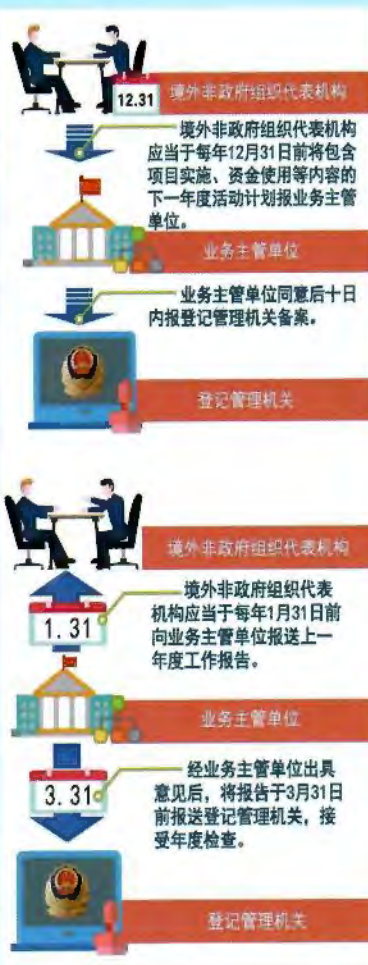 12.31
境外非政府组织代表机构
境外非政府组织代表机构
应当于每年12月31日前将包含
项目实施、资金使用等内容的
下一年度活动计划报业务主管
单位。
业务主管单位
业务主管单位同意后十日
内报登记管理机关备案。
登记管理机关
境外非政府组织代表机构
境外非政府组织代表
机构应当于每年1月31日前
向业务主管单位报送上一
年度工作报告。
1.31
业务主管单位
经业务主管单位出具
意见后，将报告于3月31日
前报送登记管理机关，接
受年度检查。
3.31
登记管理机关